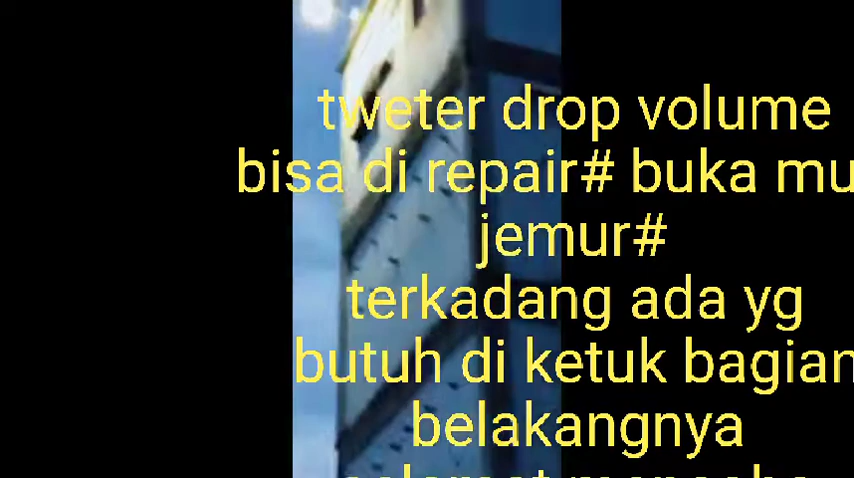 tweter drop volume
bisa di repair# buka mu
jemur#
terkadang ada yg
butuh di ketuk bagian
belakangnya